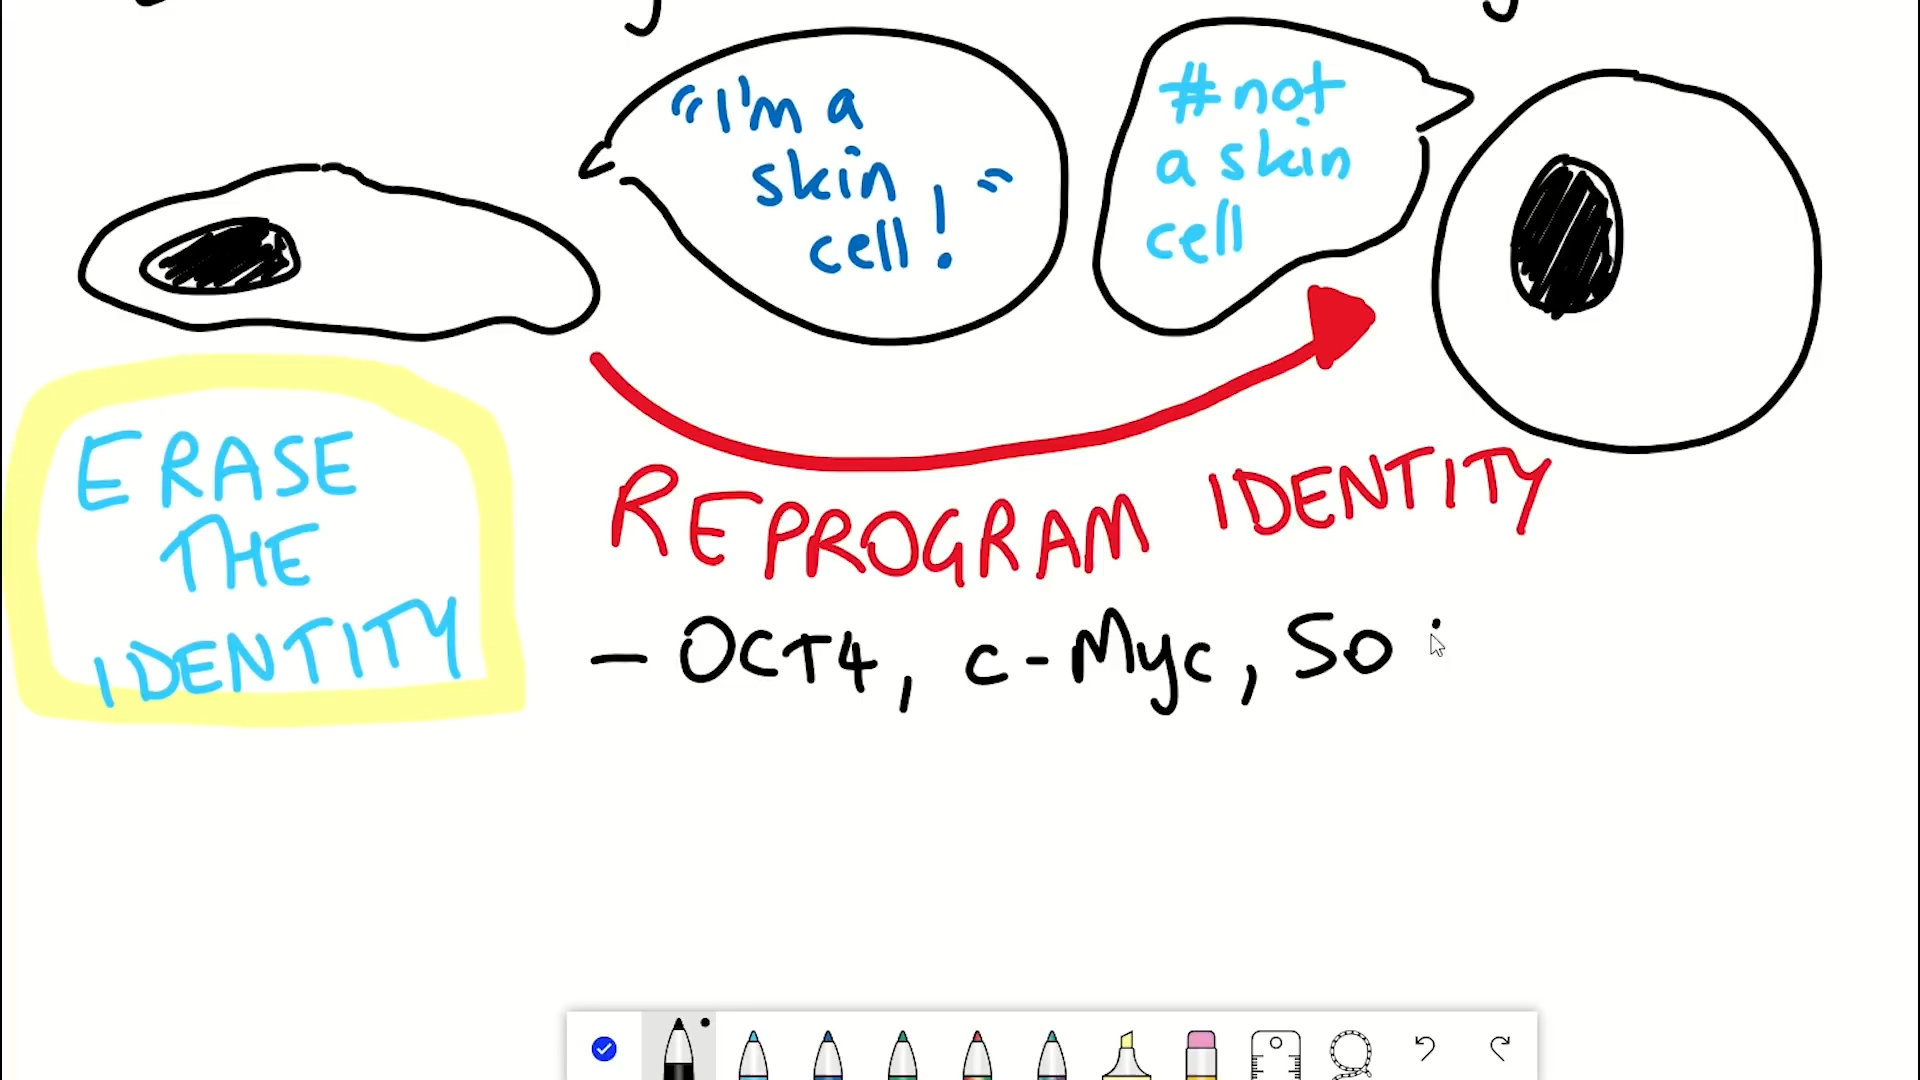 "I'm a
skin
cell!"
#not
a skin
cell
ERASE
THE
IDENTITY
REPROGRAM IDENTITY
- OCT4, c-Myc, So